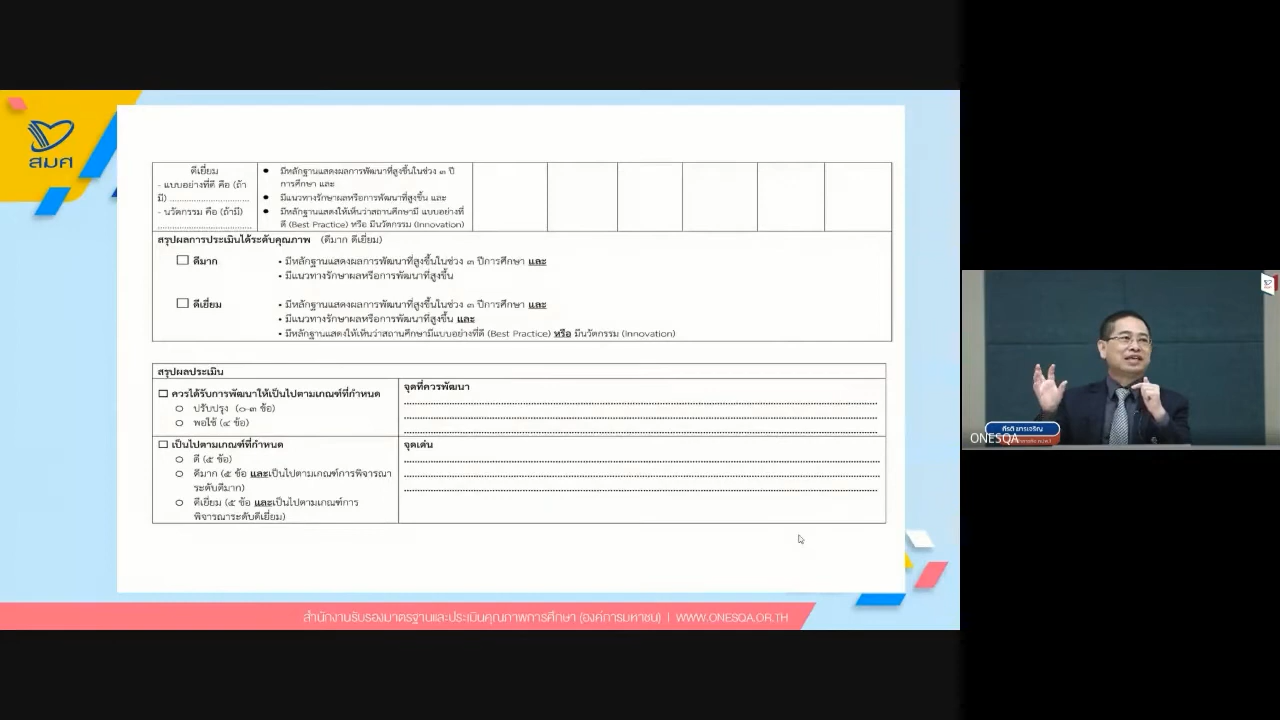 สมศ
ดีเยี่ยม
- แบบอย่างที่ดี คือ (ถ้า
มี) ..............................
- นวัตกรรม คือ (ถ้ามี)
...................................
● มีหลักฐานแสดงผลการพัฒนาที่สูงขึ้นในช่วง ๓ ปี
การศึกษา และ
● มีแนวทางรักษาผลหรือการพัฒนาที่สูงขึ้น และ
● มีหลักฐานแสดงให้เห็นว่าสถานศึกษามี แบบอย่างที่
ดี (Best Practice) หรือ มีนวัตกรรม (Innovation)
สรุปผลการประเมินได้ระดับคุณภาพ (ดีมาก ดีเยี่ยม)
☐ ดีมาก
• มีหลักฐานแสดงผลการพัฒนาที่สูงขึ้นในช่วง ๓ ปีการศึกษา และ
• มีแนวทางรักษาผลหรือการพัฒนาที่สูงขึ้น
☐ ดีเยี่ยม
• มีหลักฐานแสดงผลการพัฒนาที่สูงขึ้นในช่วง ๓ ปีการศึกษา และ
• มีแนวทางรักษาผลหรือการพัฒนาที่สูงขึ้น และ
• มีหลักฐานแสดงให้เห็นว่าสถานศึกษามีแบบอย่างที่ดี (Best Practice) หรือ มีนวัตกรรม (Innovation)
สรุปผลประเมิน
☐ ควรได้รับการพัฒนาให้เป็นไปตามเกณฑ์ที่กำหนด
○ ปรับปรุง (๐-๓ ข้อ)
○ พอใช้ (๔ ข้อ)
จุดที่ควรพัฒนา
☐ เป็นไปตามเกณฑ์ที่กำหนด
○ ดี (๕ ข้อ)
○ ดีมาก (๕ ข้อ และเป็นไปตามเกณฑ์การพิจารณา
ระดับดีมาก)
○ ดีเยี่ยม (๕ ข้อ และเป็นไปตามเกณฑ์การ
พิจารณาระดับดีเยี่ยม)
จุดเด่น
สำนักงานรับรองมาตรฐานและประเมินคุณภาพการศึกษา (องค์การมหาชน) | WWW.ONESQA.OR.TH
ONESQA